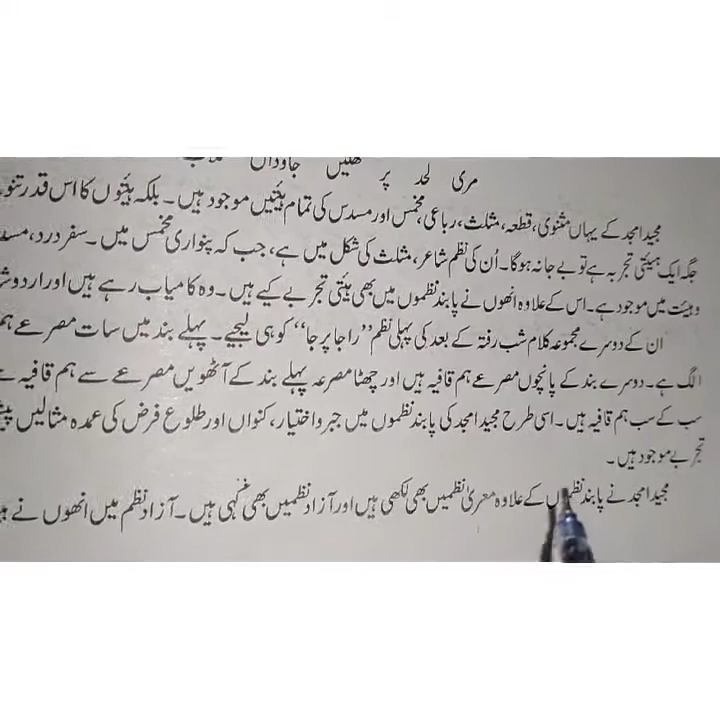 مری لحد پر کھلیں جاوداں
مجید امجد کے یہاں مثنوی، قطعہ، مثلث، رباعی، مخمس اور مسدس کی تمام ہیئتیں موجود ہیں۔ بلکہ ہیئتوں کا اس قدر تنو
جگہ ایک ہیئتی تجربہ ہے تو بے جا نہ ہوگا۔ اُن کی نظم شاعر، مثلث کی شکل میں ہے، جب کہ پنواری مخمس میں۔ سفر درد، مسد
و ہیئت میں موجود ہے۔ اس کے علاوہ انھوں نے پابند نظموں میں بھی ہیئتی تجربے کیے ہیں۔ وہ کامیاب رہے ہیں اور اردو ش
ان کے دوسرے مجموعہ کلام شب رفتہ کے بعد کی پہلی نظم ’’راجا پرجا‘‘ کو ہی لیجیے۔ پہلے بند میں سات مصرعے ہم
الگ ہے۔ دوسرے بند کے پانچوں مصرعے ہم قافیہ ہیں اور چھٹا مصرعہ پہلے بند کے آٹھویں مصرعے سے ہم قافیہ ہے
سب کے سب ہم قافیہ ہیں۔ اسی طرح مجید امجد کی پابند نظموں میں جبر و اختیار، کنواں اور طلوع فرض کی عمدہ مثالیں پیش
تجربے موجود ہیں۔
مجید امجد نے پابند نظموں کے علاوہ معریٰ نظمیں بھی لکھی ہیں اور آزاد نظمیں بھی کہی ہیں۔ آزاد نظم میں انھوں نے